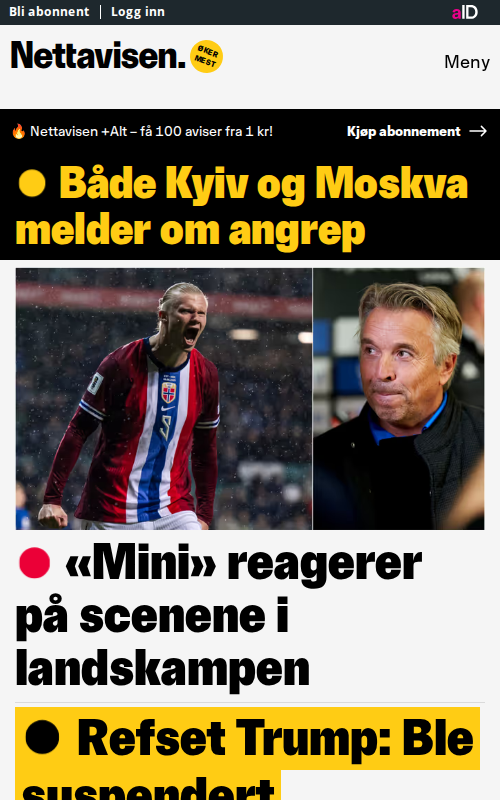 Bli abonnent | Logg inn
aID
Nettavisen.
ØKER
MEST
Meny
Nettavisen +Alt – få 100 aviser fra 1 kr!
Kjøp abonnement
Både Kyiv og Moskva
melder om angrep
«Mini» reagerer
på scenene i
landskampen
Refset Trump: Ble
suspendert